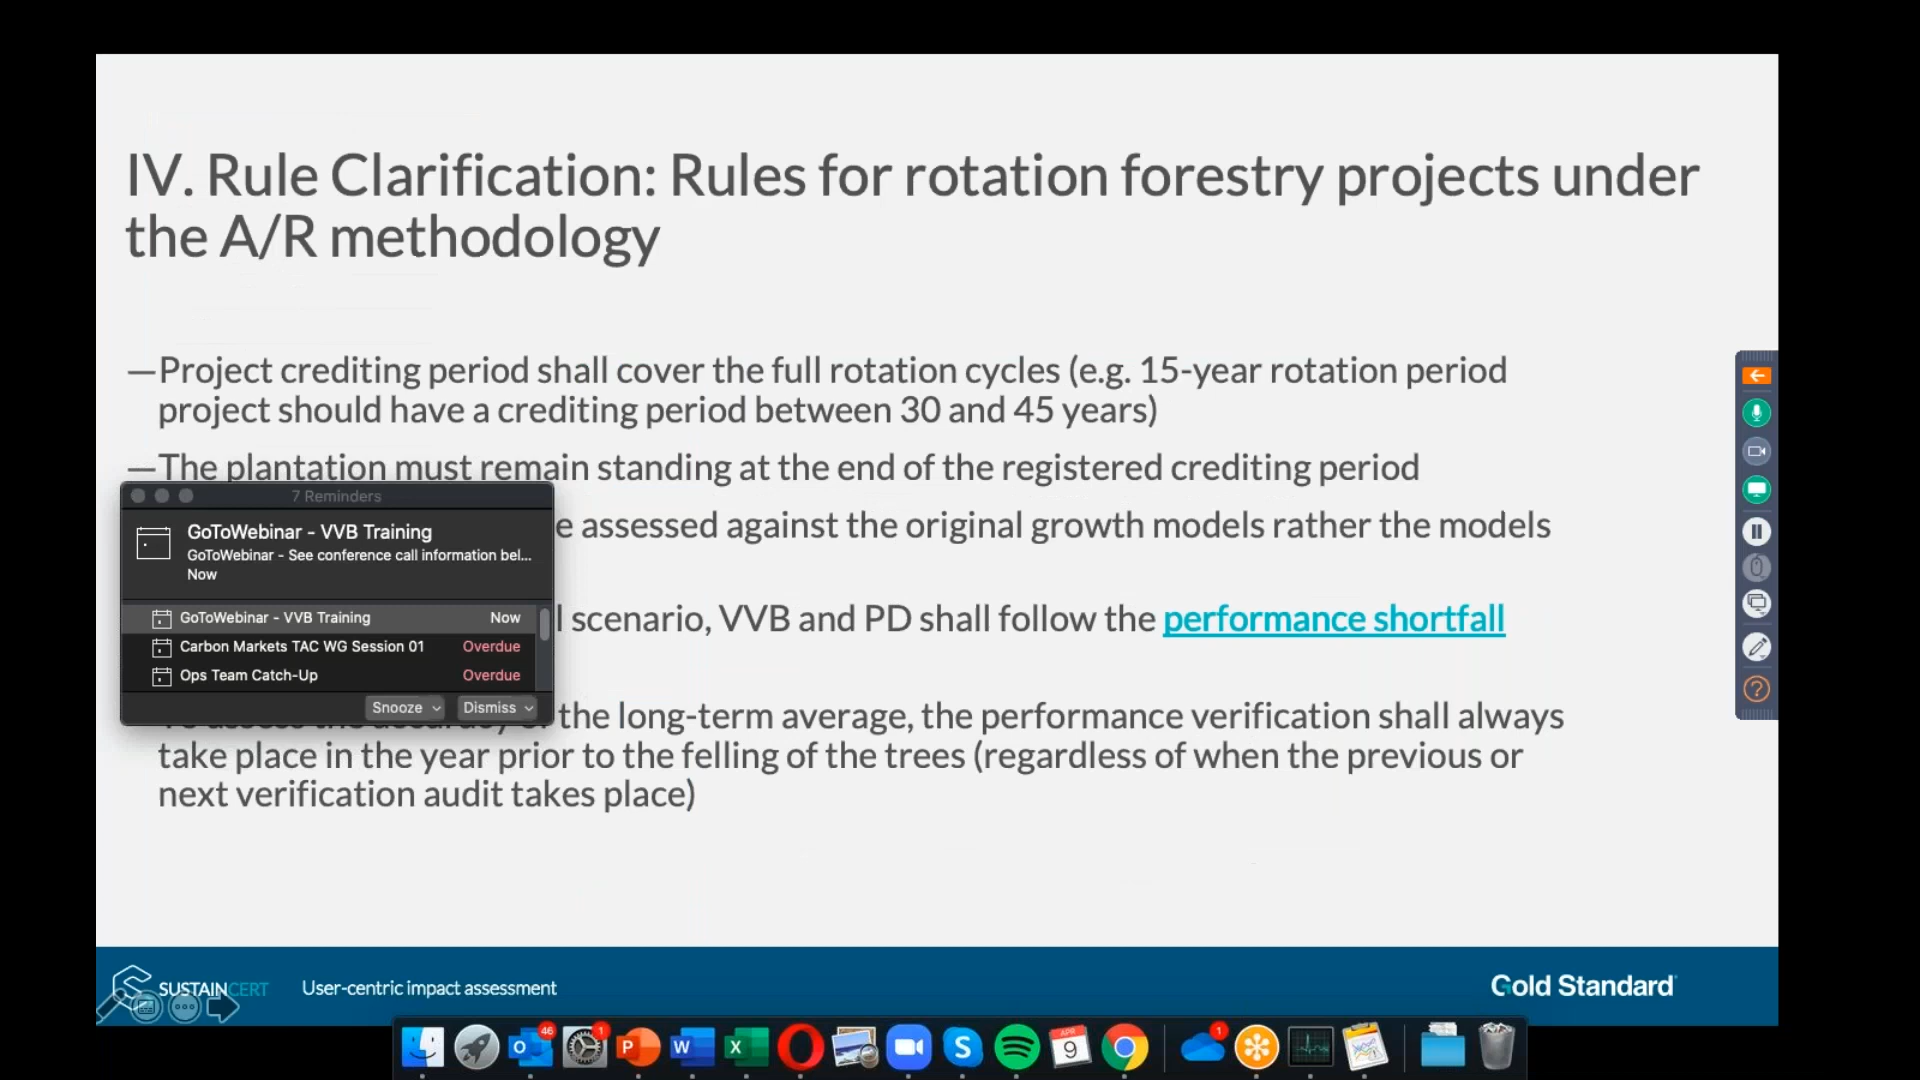 IV. Rule Clarification: Rules for rotation forestry projects under
the A/R methodology
—Project crediting period shall cover the full rotation cycles (e.g. 15-year rotation period
project should have a crediting period between 30 and 45 years)
—The plantation must remain standing at the end of the registered crediting period
7 Reminders
GoToWebinar - VVB Training
GoToWebinar - See conference call information bel...
Now
GoToWebinar - VVB Training Now
Carbon Markets TAC WG Session 01 Overdue
Ops Team Catch-Up Overdue
Snooze Dismiss
assessed against the original growth models rather the models
scenario, VVB and PD shall follow the performance shortfall
the long-term average, the performance verification shall always
take place in the year prior to the felling of the trees (regardless of when the previous or
next verification audit takes place)
SUSTAINCERT User-centric impact assessment Gold Standard
46
1
APR
9
1